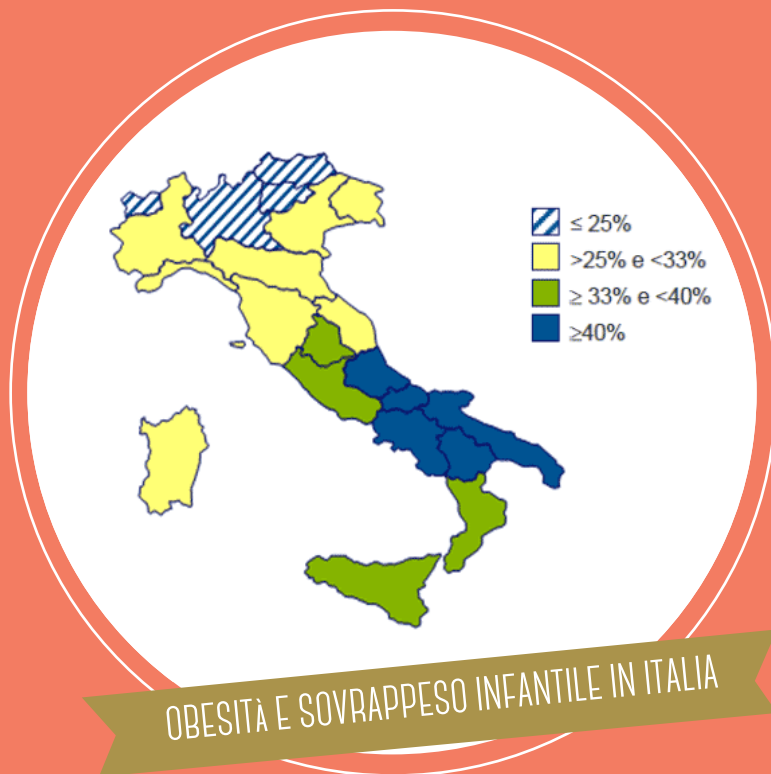 ≤ 25%
>25% e <33%
≥ 33% e <40%
≥40%
OBESITà E SOVRAPPESO INFANTILE IN ITALIA